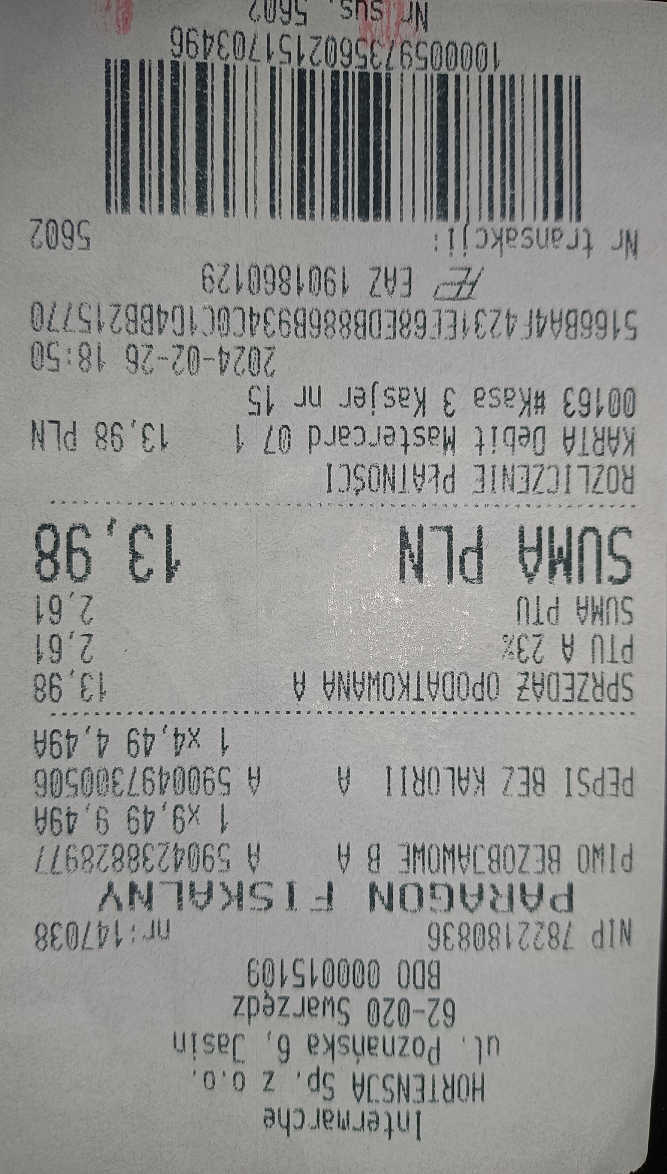 Intermarche
HORTENSJA Sp. z o.o.
ul. Poznańska 6, Jasin
62-020 Swarzędz
BDO 000015109
NIP 7822180836 nr:147038
PARAGON FISKALNY
PIWO BEZOBJAWOWE B A A 5904238828977
1 x9,49 9,49A
PEPSI BEZ KALORII A A 5900497300506
1 x4,49 4,49A
SPRZEDAŻ OPODATKOWANA A 13,98
PTU A 23% 2,61
SUMA PTU 2,61
SUMA PLN 13,98
ROZLICZENIE PŁATNOŚCI
KARTA Debit Mastercard 07 1 13,98 PLN
00163 #Kasa 3 Kasjer nr 15
2024-02-26 18:50
5166BA4F4231EE68EDB886B934C0C1D4BB215770
EAZ 1901860129
Nr transakcji: 5602
1000059735602151703496
Nr sus. 5602